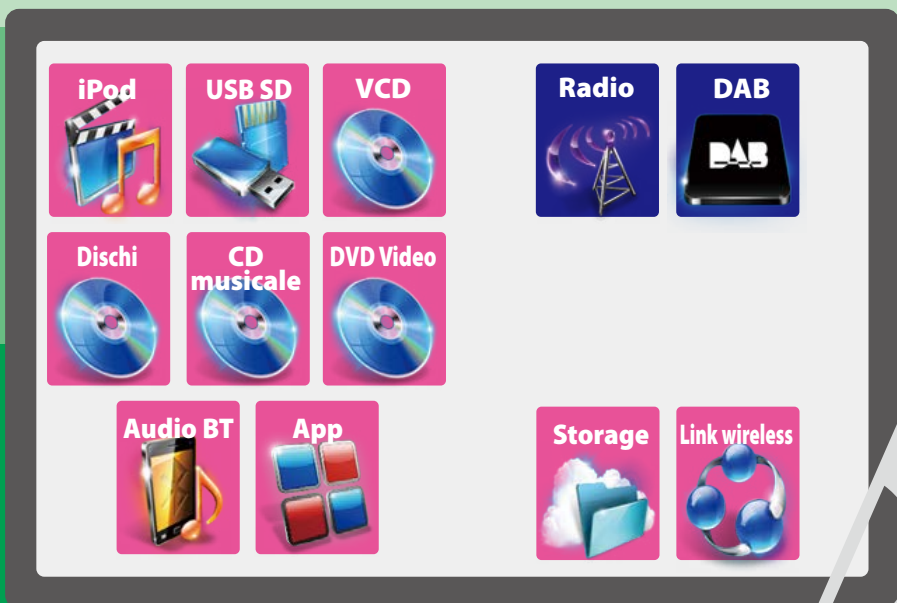 iPod
USB SD
VCD
Radio
DAB
DAB
Dischi
CD
musicale
DVD Video
Audio BT
App
Storage
Link wireless